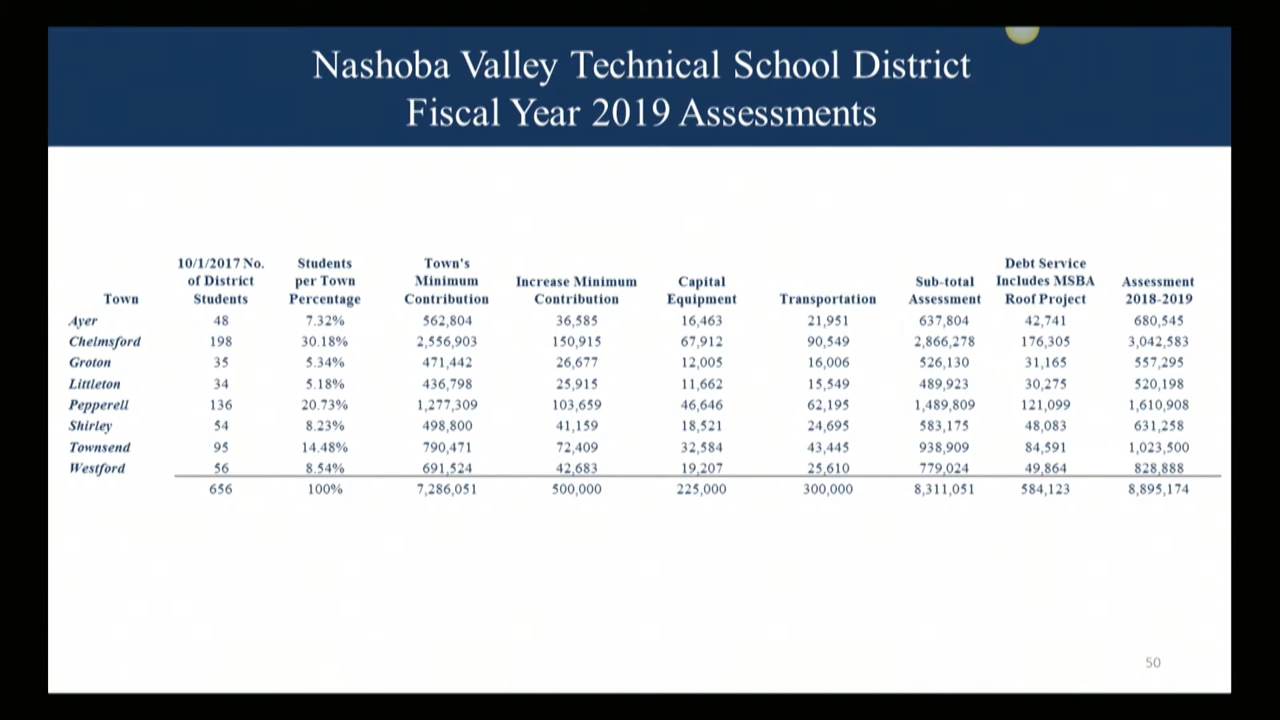 Nashoba Valley Technical School District
Fiscal Year 2019 Assessments
Town 10/1/2017 No. of District Students Students per Town Percentage Town's Minimum Contribution Increase Minimum Contribution Capital Equipment Transportation Sub-total Assessment Debt Service Includes MSBA Roof Project Assessment 2018-2019
Ayer 48 7.32% 562,804 36,585 16,463 21,951 637,804 42,741 680,545
Chelmsford 198 30.18% 2,556,903 150,915 67,912 90,549 2,866,278 176,305 3,042,583
Groton 35 5.34% 471,442 26,677 12,005 16,006 526,130 31,165 557,295
Littleton 34 5.18% 436,798 25,915 11,662 15,549 489,923 30,275 520,198
Pepperell 136 20.73% 1,277,309 103,659 46,646 62,195 1,489,809 121,099 1,610,908
Shirley 54 8.23% 498,800 41,159 18,521 24,695 583,175 48,083 631,258
Townsend 95 14.48% 790,471 72,409 32,584 43,445 938,909 84,591 1,023,500
Westford 56 8.54% 691,524 42,683 19,207 25,610 779,024 49,864 828,888
656 100% 7,286,051 500,000 225,000 300,000 8,311,051 584,123 8,895,174
50